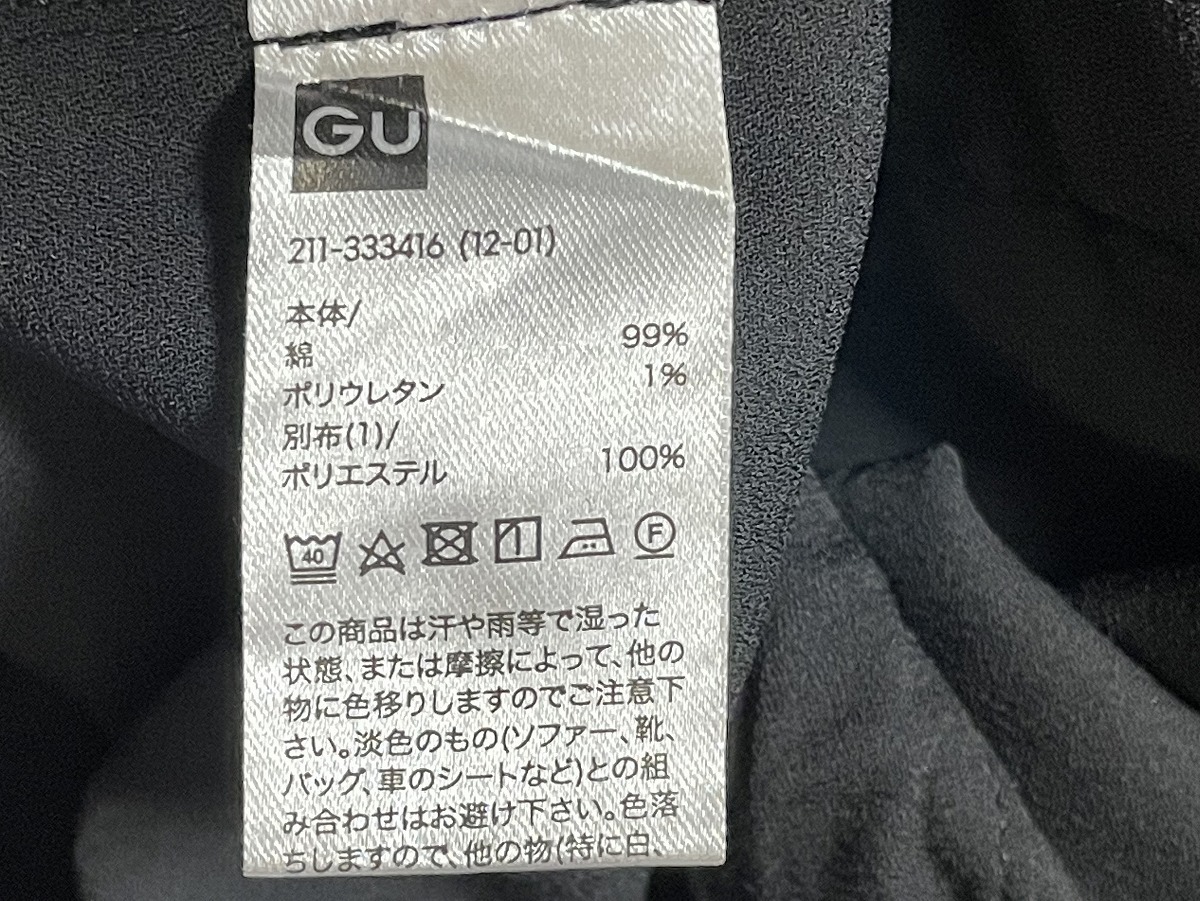 GU
211-333416 (12-01)
本体/
綿 99%
ポリウレタン 1%
別布(1)/
ポリエステル 100%
40
F
この商品は汗や雨等で湿った
状態、または摩擦によって、他の
物に色移りしますのでご注意下
さい。淡色のもの(ソファー、靴、
バッグ、車のシートなど)との組
み合わせはお避け下さい。色落
ちしますので、他の物(特に白、